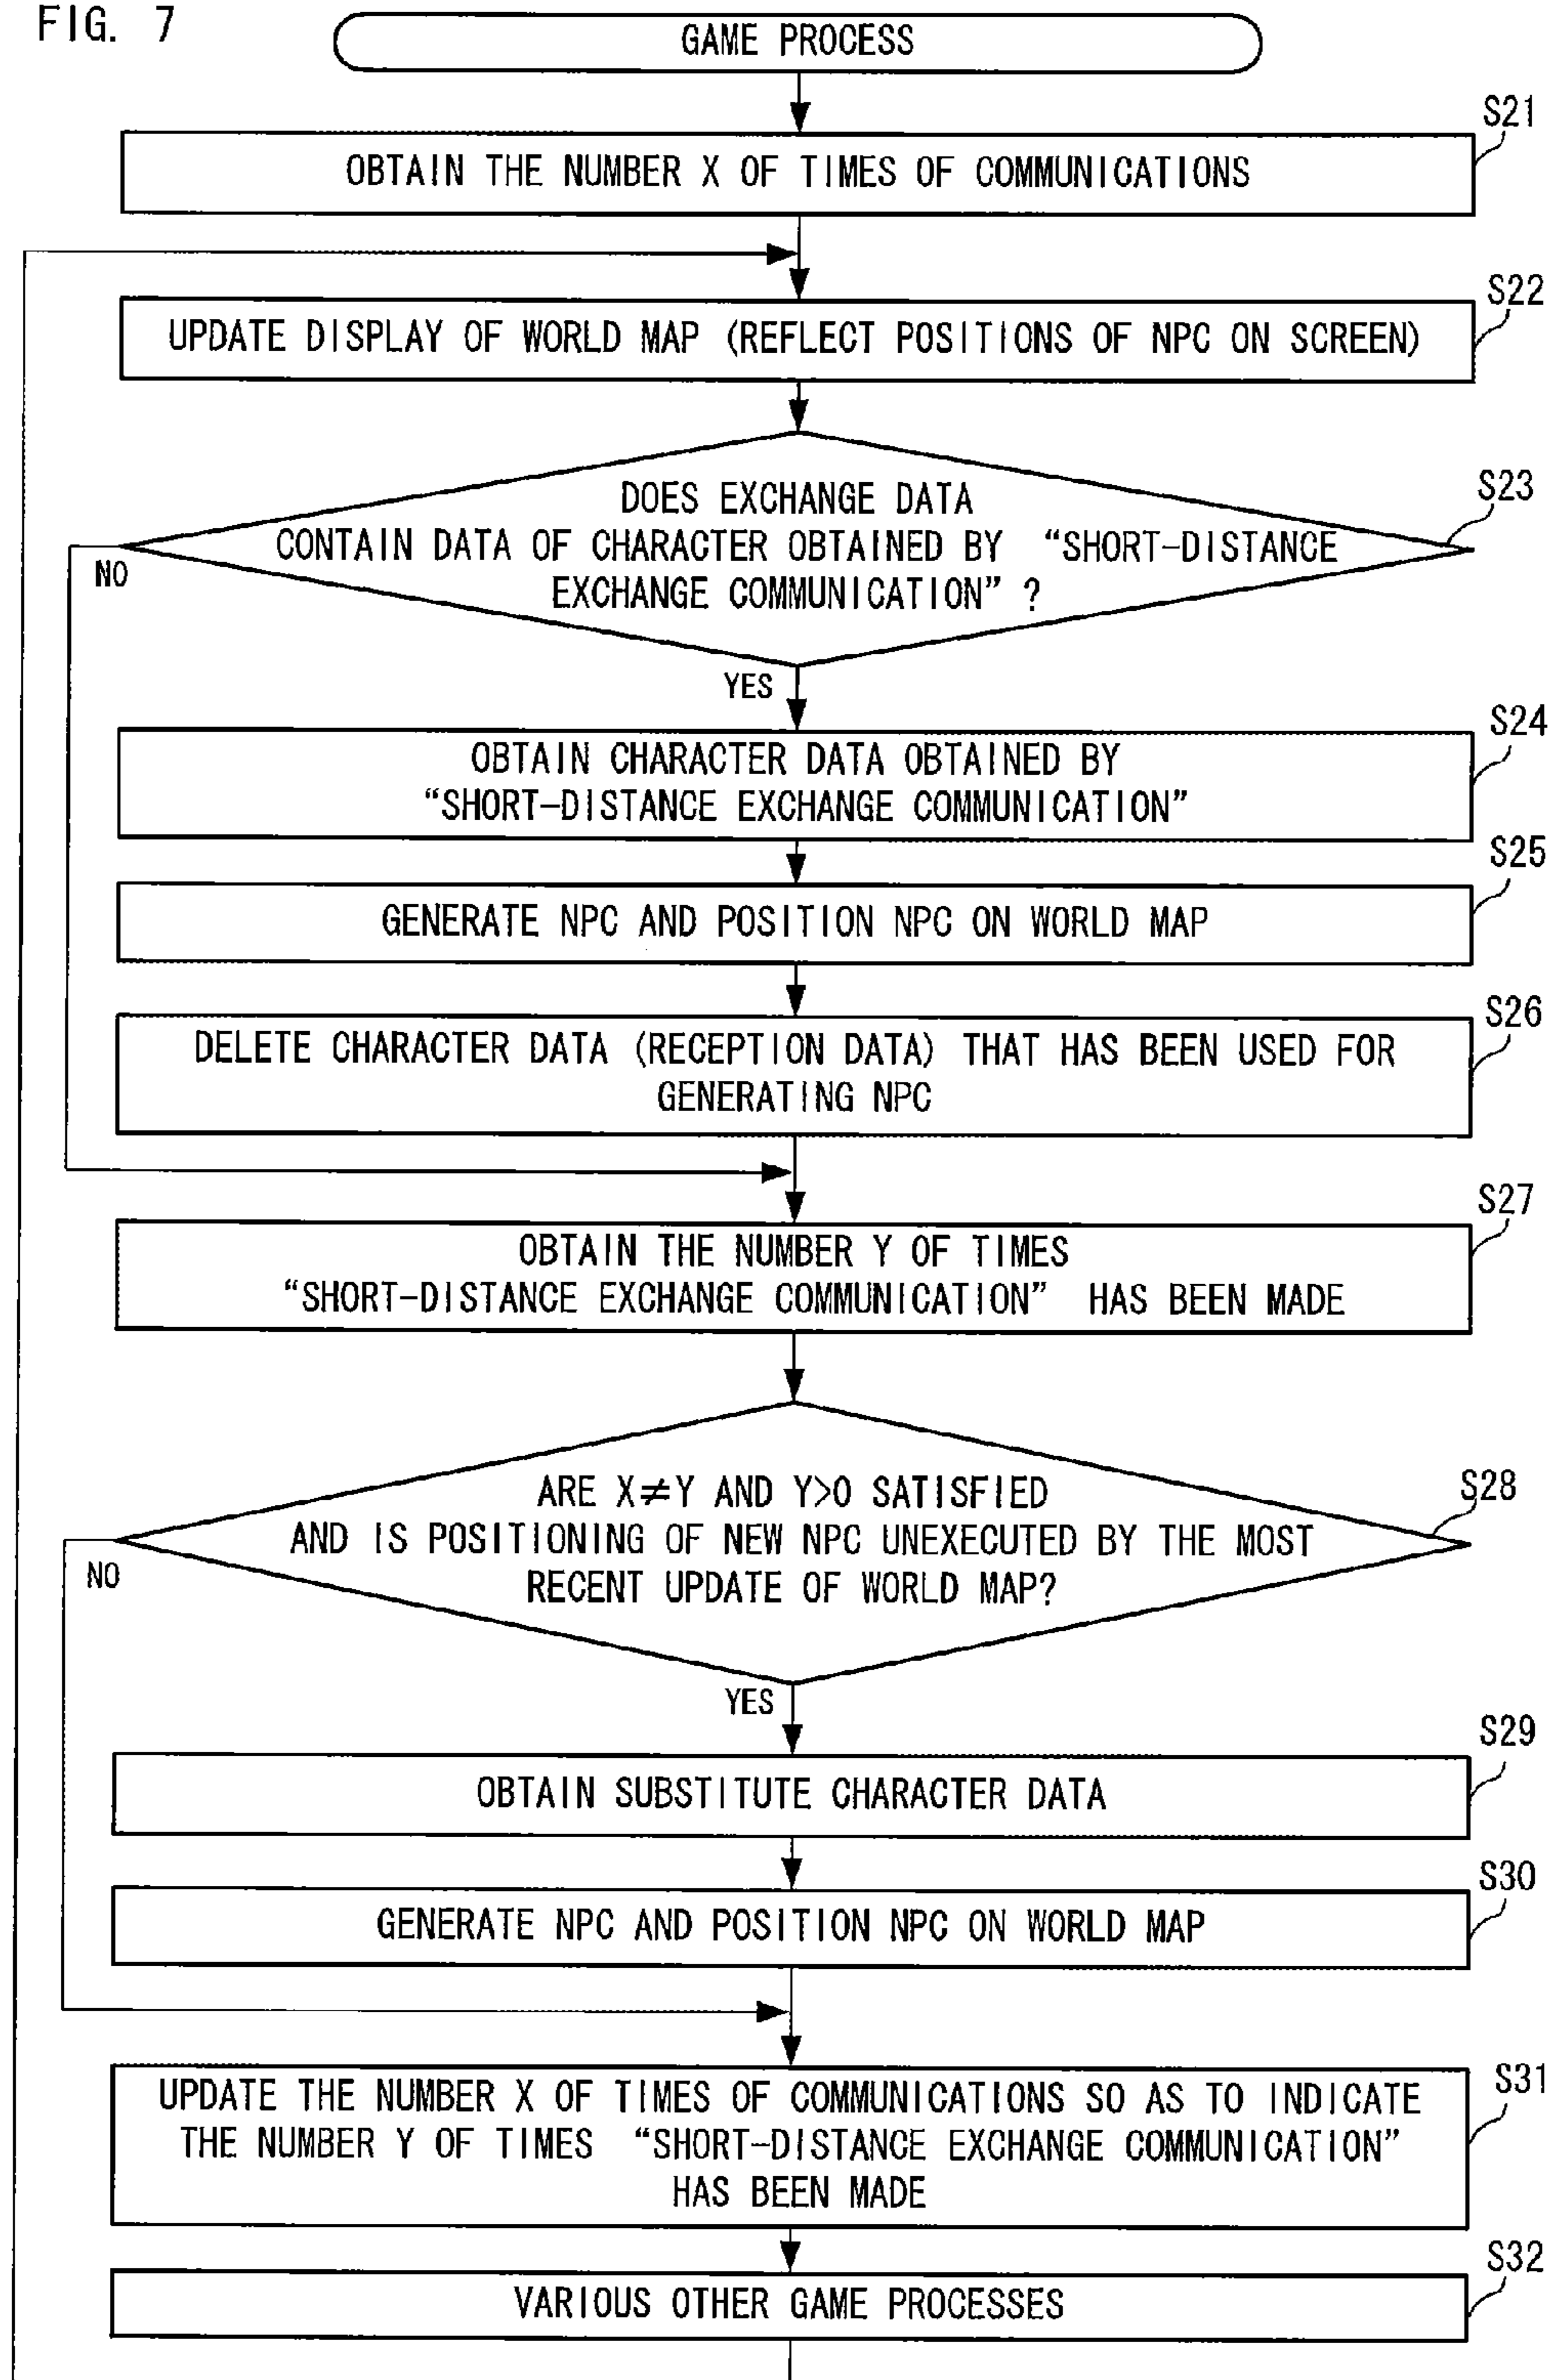 FIG. 7
GAME PROCESS
S21
OBTAIN THE NUMBER X OF TIMES OF COMMUNICATIONS
S22
UPDATE DISPLAY OF WORLD MAP (REFLECT POSITIONS OF NPC ON SCREEN)
S23
DOES EXCHANGE DATA
CONTAIN DATA OF CHARACTER OBTAINED BY “SHORT-DISTANCE
EXCHANGE COMMUNICATION” ?
NO
YES
S24
OBTAIN CHARACTER DATA OBTAINED BY
“SHORT-DISTANCE EXCHANGE COMMUNICATION”
S25
GENERATE NPC AND POSITION NPC ON WORLD MAP
S26
DELETE CHARACTER DATA (RECEPTION DATA) THAT HAS BEEN USED FOR
GENERATING NPC
S27
OBTAIN THE NUMBER Y OF TIMES
“SHORT-DISTANCE EXCHANGE COMMUNICATION” HAS BEEN MADE
S28
ARE X≠Y AND Y>0 SATISFIED
AND IS POSITIONING OF NEW NPC UNEXECUTED BY THE MOST
RECENT UPDATE OF WORLD MAP?
NO
YES
S29
OBTAIN SUBSTITUTE CHARACTER DATA
S30
GENERATE NPC AND POSITION NPC ON WORLD MAP
S31
UPDATE THE NUMBER X OF TIMES OF COMMUNICATIONS SO AS TO INDICATE
THE NUMBER Y OF TIMES “SHORT-DISTANCE EXCHANGE COMMUNICATION”
HAS BEEN MADE
S32
VARIOUS OTHER GAME PROCESSES